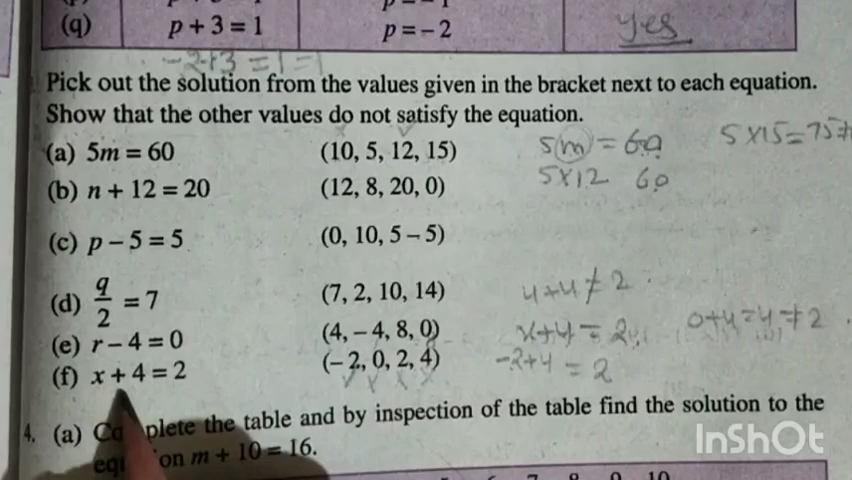 (q) p + 3 = 1 p = – 2 yes
-2+3 = 1 = 1
Pick out the solution from the values given in the bracket next to each equation.
Show that the other values do not satisfy the equation.
(a) 5m = 60 (10, 5, 12, 15) 5m = 60 5×15=75≠
(b) n + 12 = 20 (12, 8, 20, 0) 5×12 60
(c) p – 5 = 5 (0, 10, 5 – 5)
(d) q/2 = 7 (7, 2, 10, 14) 4+4≠2
(e) r – 4 = 0 (4, – 4, 8, 0) x+4=2 0+4=4≠2
(f) x + 4 = 2 (– 2, 0, 2, 4) -2+4 = 2
4. (a) Complete the table and by inspection of the table find the solution to the
m + 10 = 16.
InShOt